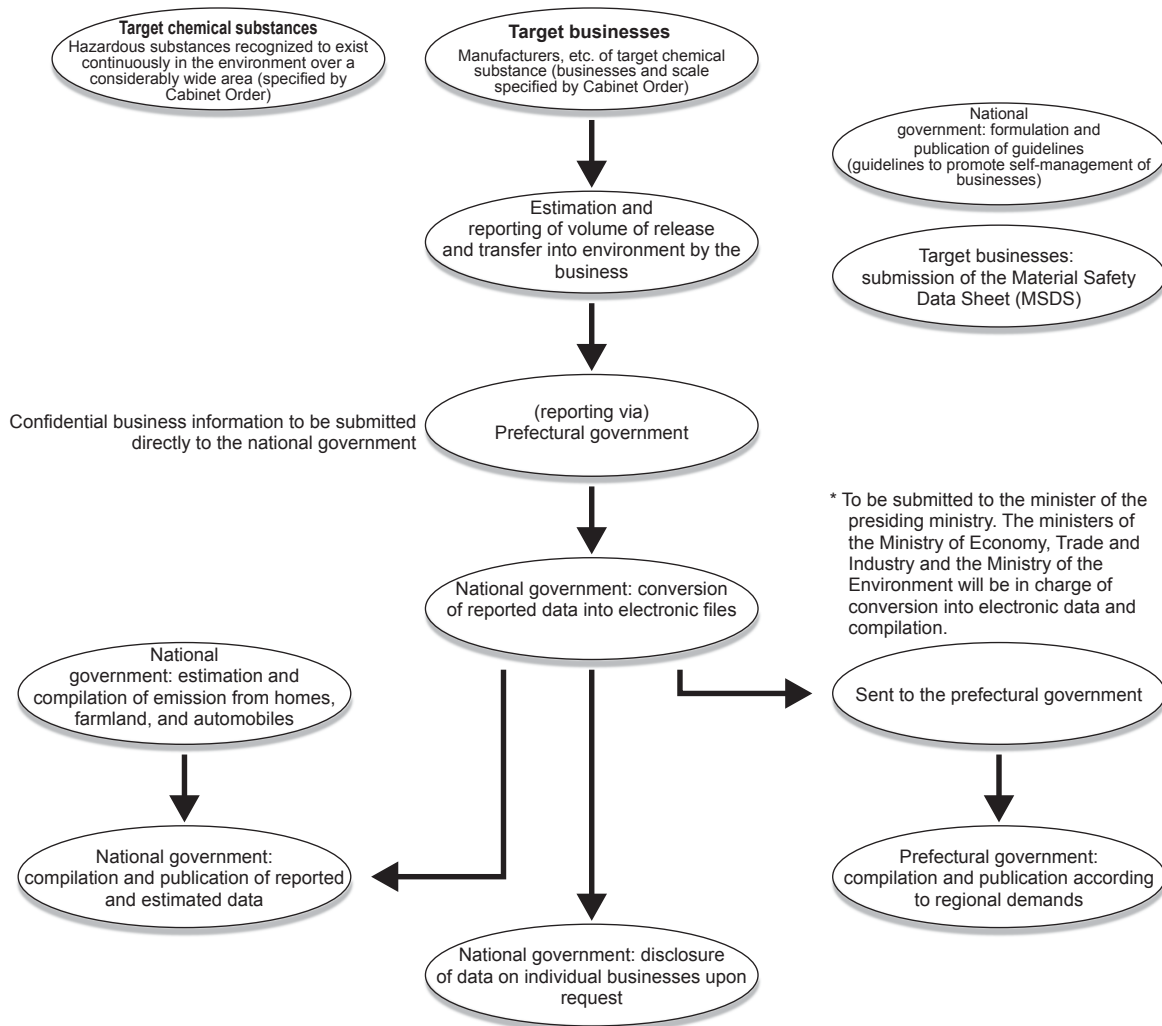 Target chemical substances
Hazardous substances recognized to exist
continuously in the environment over a
considerably wide area (specified by
Cabinet Order)
Target businesses
Manufacturers, etc. of target chemical
substance (businesses and scale
specified by Cabinet Order)
National
government: formulation and
publication of guidelines
(guidelines to promote self-management of
businesses)
Estimation and
reporting of volume of release
and transfer into environment by the
business
Target businesses:
submission of the Material Safety
Data Sheet (MSDS)
Confidential business information to be submitted
directly to the national government
(reporting via)
Prefectural government
* To be submitted to the minister of the
presiding ministry. The ministers of
the Ministry of Economy, Trade and
Industry and the Ministry of the
Environment will be in charge of
conversion into electronic data and
compilation.
National government: conversion
of reported data into electronic files
National
government: estimation and
compilation of emission from homes,
farmland, and automobiles
Sent to the prefectural government
National government:
compilation and publication of reported
and estimated data
Prefectural government:
compilation and publication according
to regional demands
National government: disclosure
of data on individual businesses upon
request